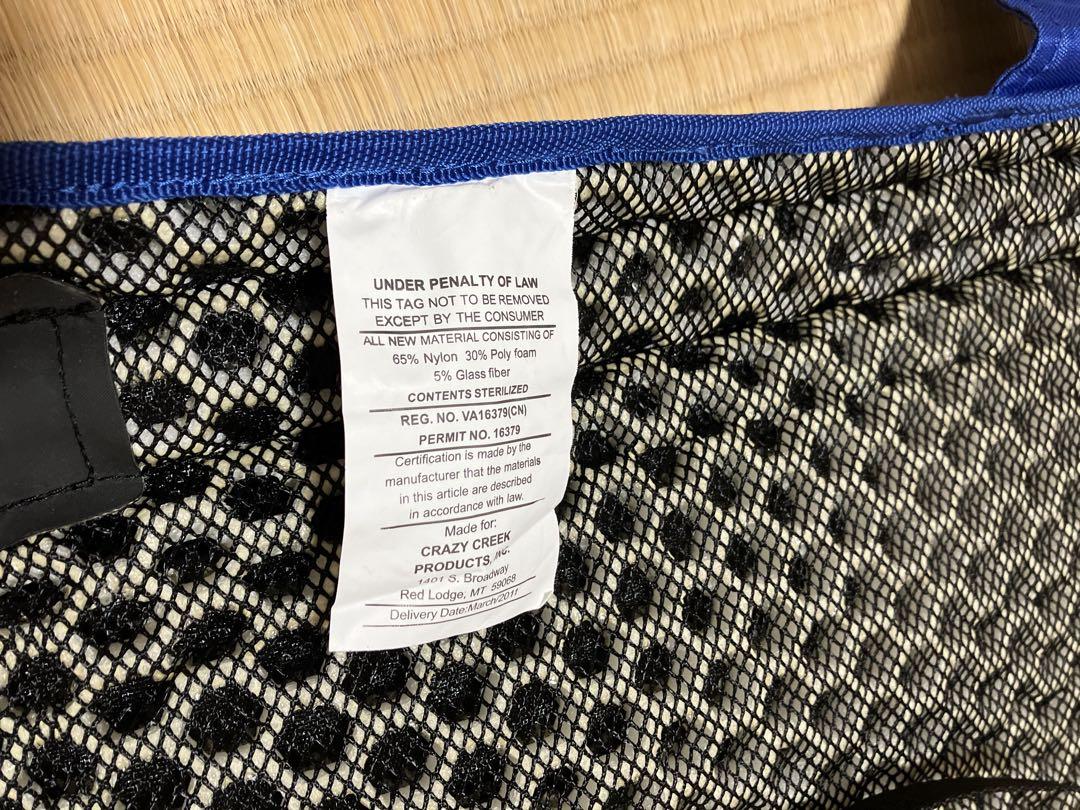 UNDER PENALTY OF LAW
THIS TAG NOT TO BE REMOVED
EXCEPT BY THE CONSUMER
ALL NEW MATERIAL CONSISTING OF
65% Nylon 30% Poly foam
5% Glass fiber
CONTENTS STERILIZED
REG. NO. VA16379(CN)
PERMIT NO. 16379
Certification is made by the
manufacturer that the materials
in this article are described
in accordance with law.
Made for:
CRAZY CREEK
PRODUCTS, INC.
1401 S. Broadway
Red Lodge, MT 59068
Delivery Date:March/2011